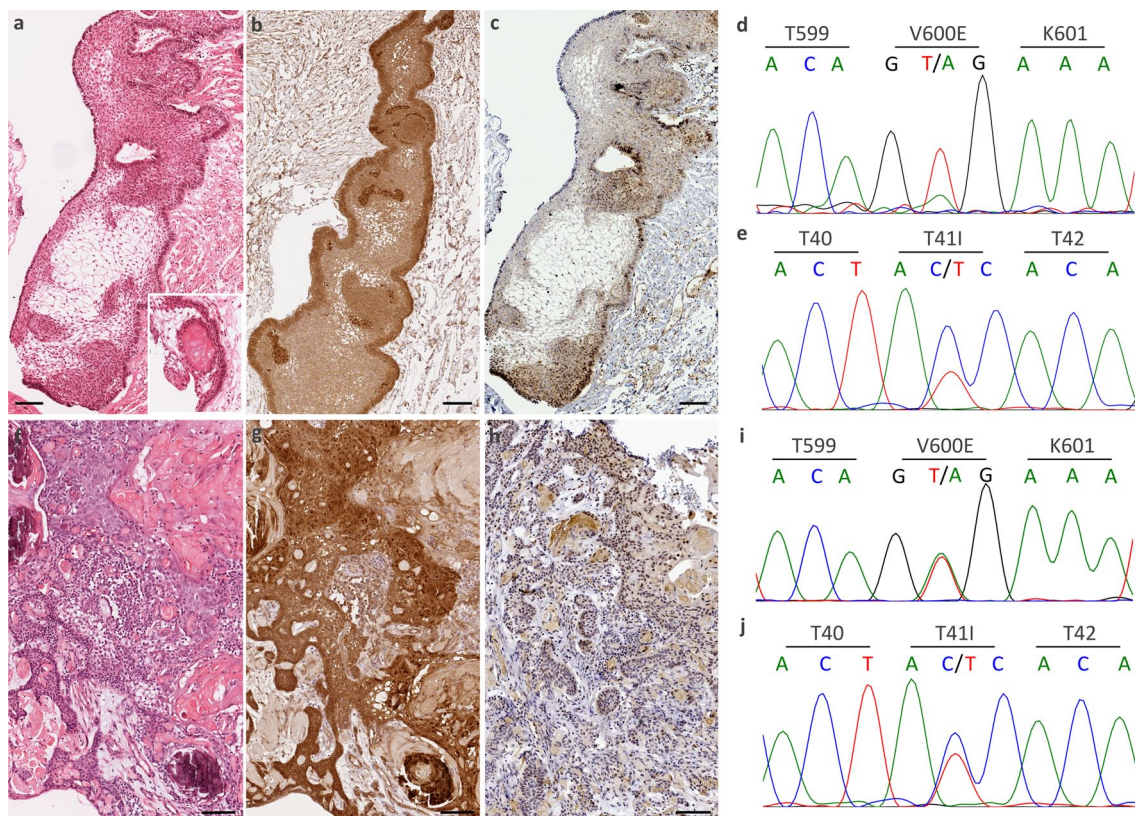 a
b
c
d
T599 V600E K601
A C A G T/A G A A A
e
T40 T41I T42
A C T A C/T C A C A
f
g
h
i
T599 V600E K601
A C A G T/A G A A A
j
T40 T41I T42
A C T A C/T C A C A